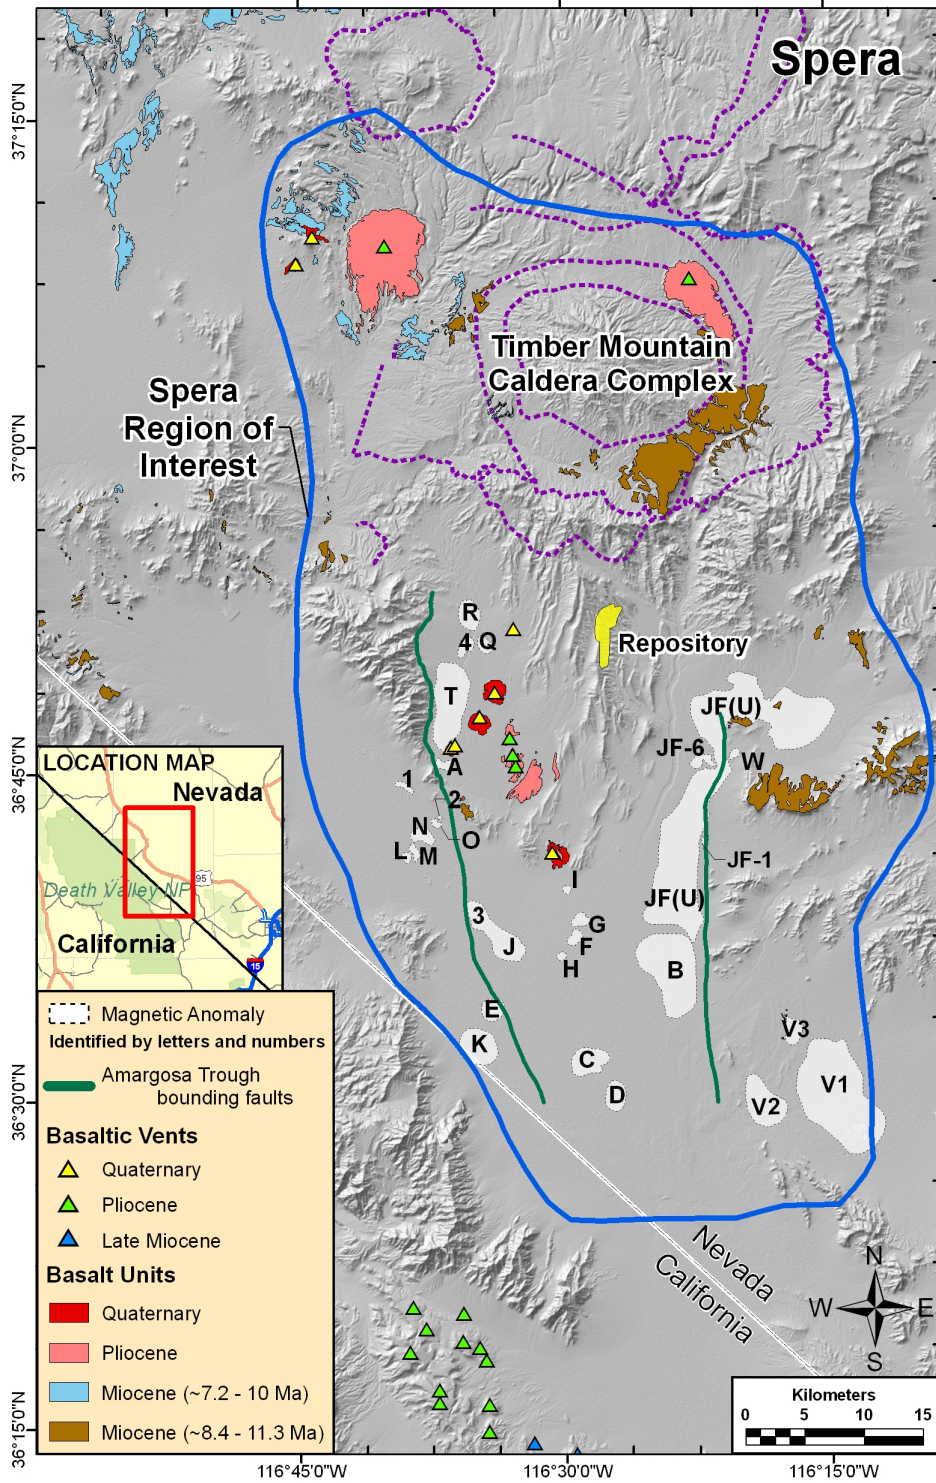 Spera
37°15'0"N
Timber Mountain
Caldera Complex
Spera
Region of
Interest
37°0'0"N
R
4 Q
Repository
T
JF(U)
JF-6
W
36°45'0"N
A
1
2
N
O
L M
JF-1
I
JF(U)
3
G
J
F
H
B
E
V3
K
C
V1
D
V2
36°30'0"N
LOCATION MAP
Nevada
95
Death Valley NP
California
15
Magnetic Anomaly
Identified by letters and numbers
Amargosa Trough
bounding faults
Basaltic Vents
Quaternary
Pliocene
Late Miocene
Basalt Units
Quaternary
Pliocene
Miocene (~7.2 - 10 Ma)
Miocene (~8.4 - 11.3 Ma)
Nevada
California
N
W E
S
Kilometers
0 5 10 15
36°15'0"N
116°45'0"W 116°30'0"W 116°15'0"W